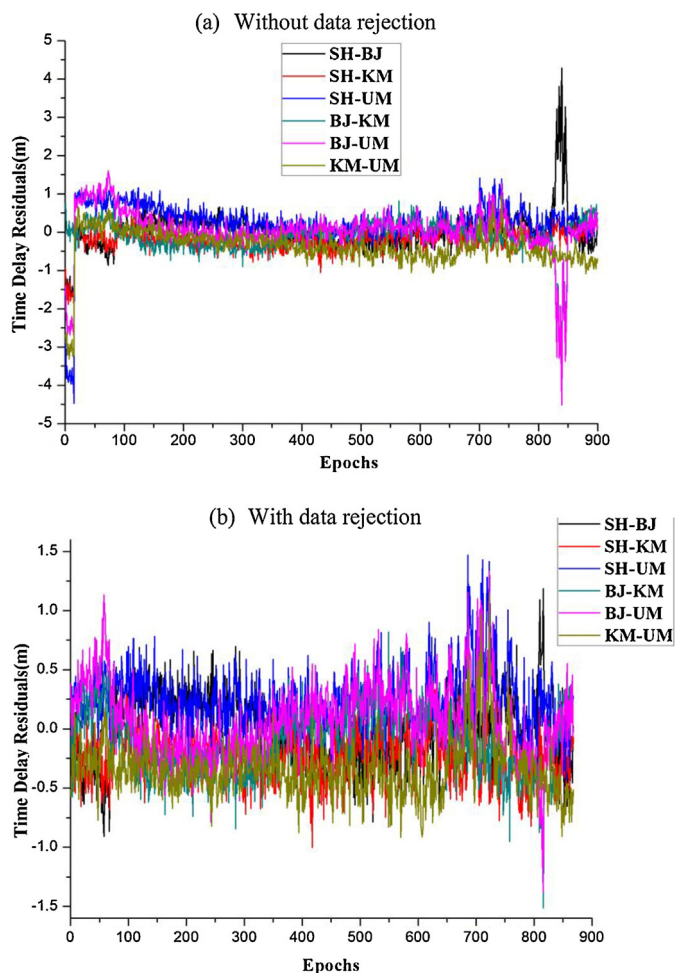 (a) Without data rejection
SH-BJ
SH-KM
SH-UM
BJ-KM
BJ-UM
KM-UM
Time Delay Residuals(m)
5
4
3
2
1
0
-1
-2
-3
-4
-5
0 100 200 300 400 500 600 700 800 900
Epochs
(b) With data rejection
SH-BJ
SH-KM
SH-UM
BJ-KM
BJ-UM
KM-UM
Time Delay Residuals(m)
1.5
1.0
0.5
0.0
-0.5
-1.0
-1.5
0 100 200 300 400 500 600 700 800 900
Epochs